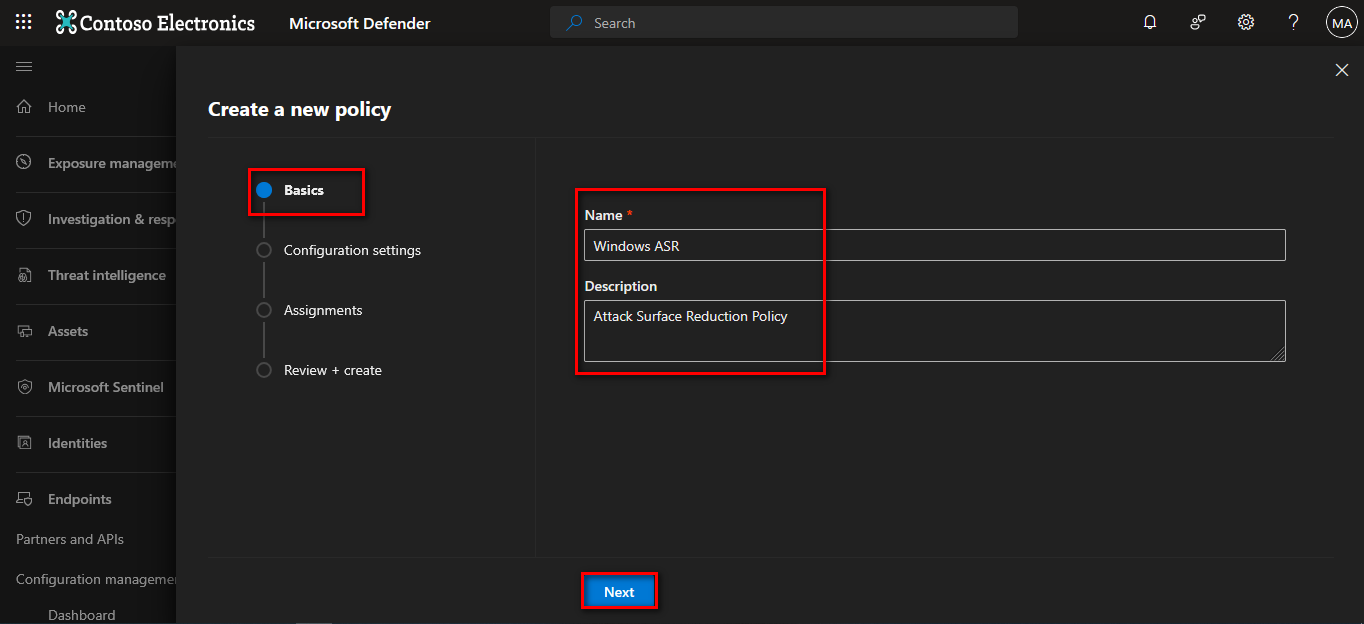 Contoso Electronics
Microsoft Defender
Search
MA
Home
Exposure manageme
Investigation & resp
Threat intelligence
Assets
Microsoft Sentinel
Identities
Endpoints
Partners and APIs
Configuration managemen
Dashboard
Create a new policy
Basics
Configuration settings
Assignments
Review + create
Name *
Windows ASR
Description
Attack Surface Reduction Policy
Next